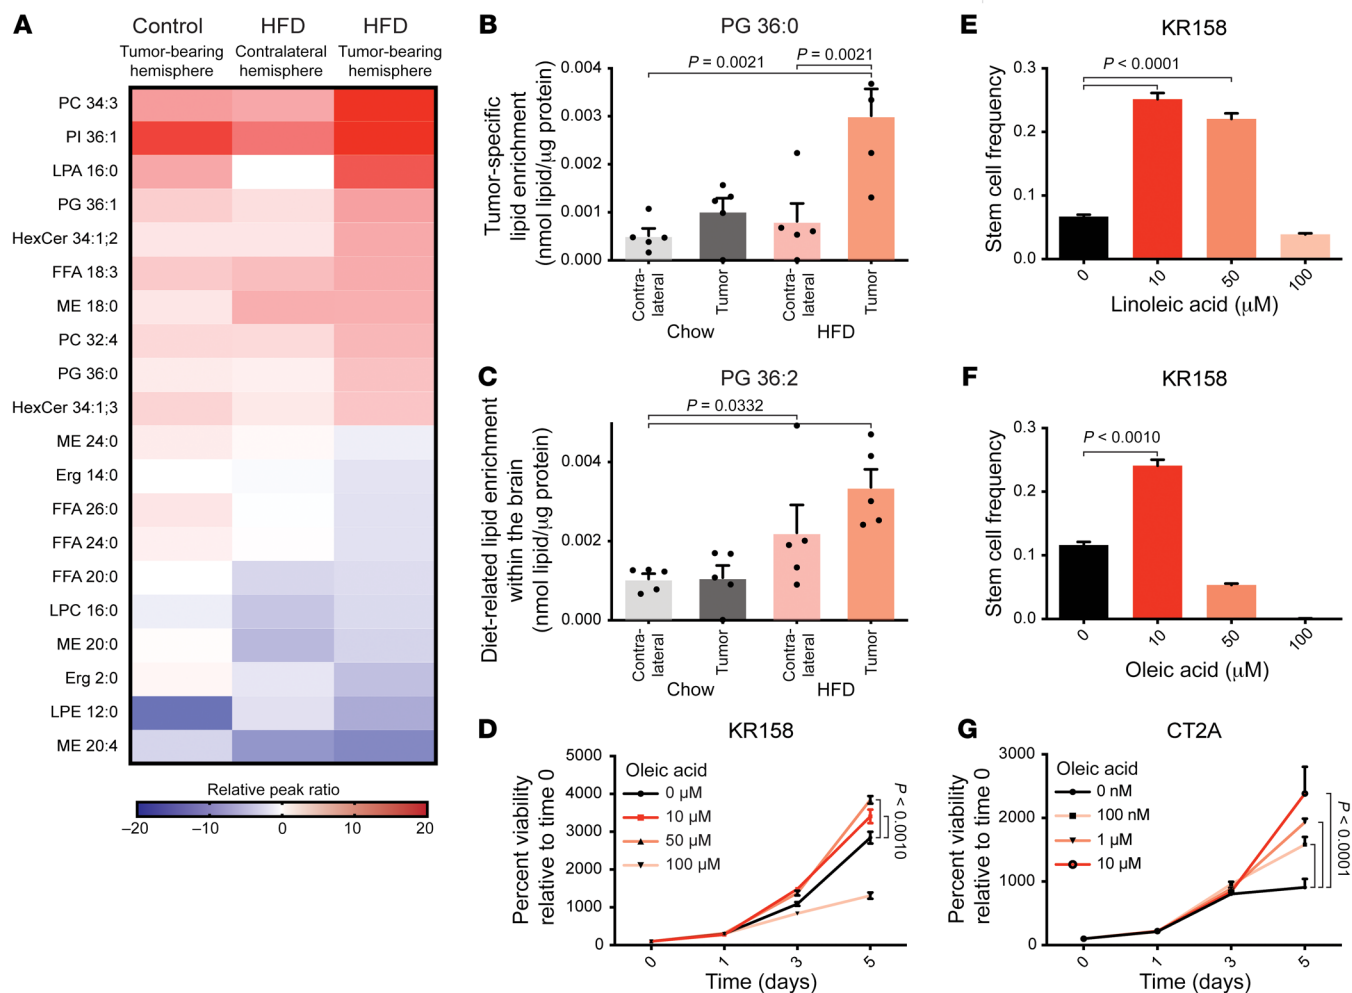 A
Control
HFD
HFD
Tumor-bearing hemisphere
Contralateral hemisphere
Tumor-bearing hemisphere
PC 34:3
PI 36:1
LPA 16:0
PG 36:1
HexCer 34:1;2
FFA 18:3
ME 18:0
PC 32:4
PG 36:0
HexCer 34:1;3
ME 24:0
Erg 14:0
FFA 26:0
FFA 24:0
FFA 20:0
LPC 16:0
ME 20:0
Erg 2:0
LPE 12:0
ME 20:4
Relative peak ratio
−20 −10 0 10 20
B
PG 36:0
P = 0.0021
P = 0.0021
Tumor-specific
lipid enrichment
(nmol lipid/µg protein)
0.004
0.003
0.002
0.001
0.000
Contra-
lateral
Tumor
Contra-
lateral
Tumor
Chow
HFD
C
PG 36:2
P = 0.0332
Diet-related lipid enrichment
within the brain
(nmol lipid/µg protein)
0.004
0.002
0.000
Contra-
lateral
Tumor
Contra-
lateral
Tumor
Chow
HFD
D
KR158
Percent viability
relative to time 0
5000
4000
3000
2000
1000
0
Oleic acid
0 µM
10 µM
50 µM
100 µM
P < 0.0010
0 1 3 5
Time (days)
E
KR158
P < 0.0001
Stem cell frequency
0.3
0.2
0.1
0.0
0 10 50 100
Linoleic acid (µM)
F
KR158
P < 0.0010
Stem cell frequency
0.3
0.2
0.1
0.0
0 10 50 100
Oleic acid (µM)
G
CT2A
Percent viability
relative to time 0
3000
2000
1000
0
Oleic acid
0 nM
100 nM
1 µM
10 µM
P < 0.0001
0 1 3 5
Time (days)